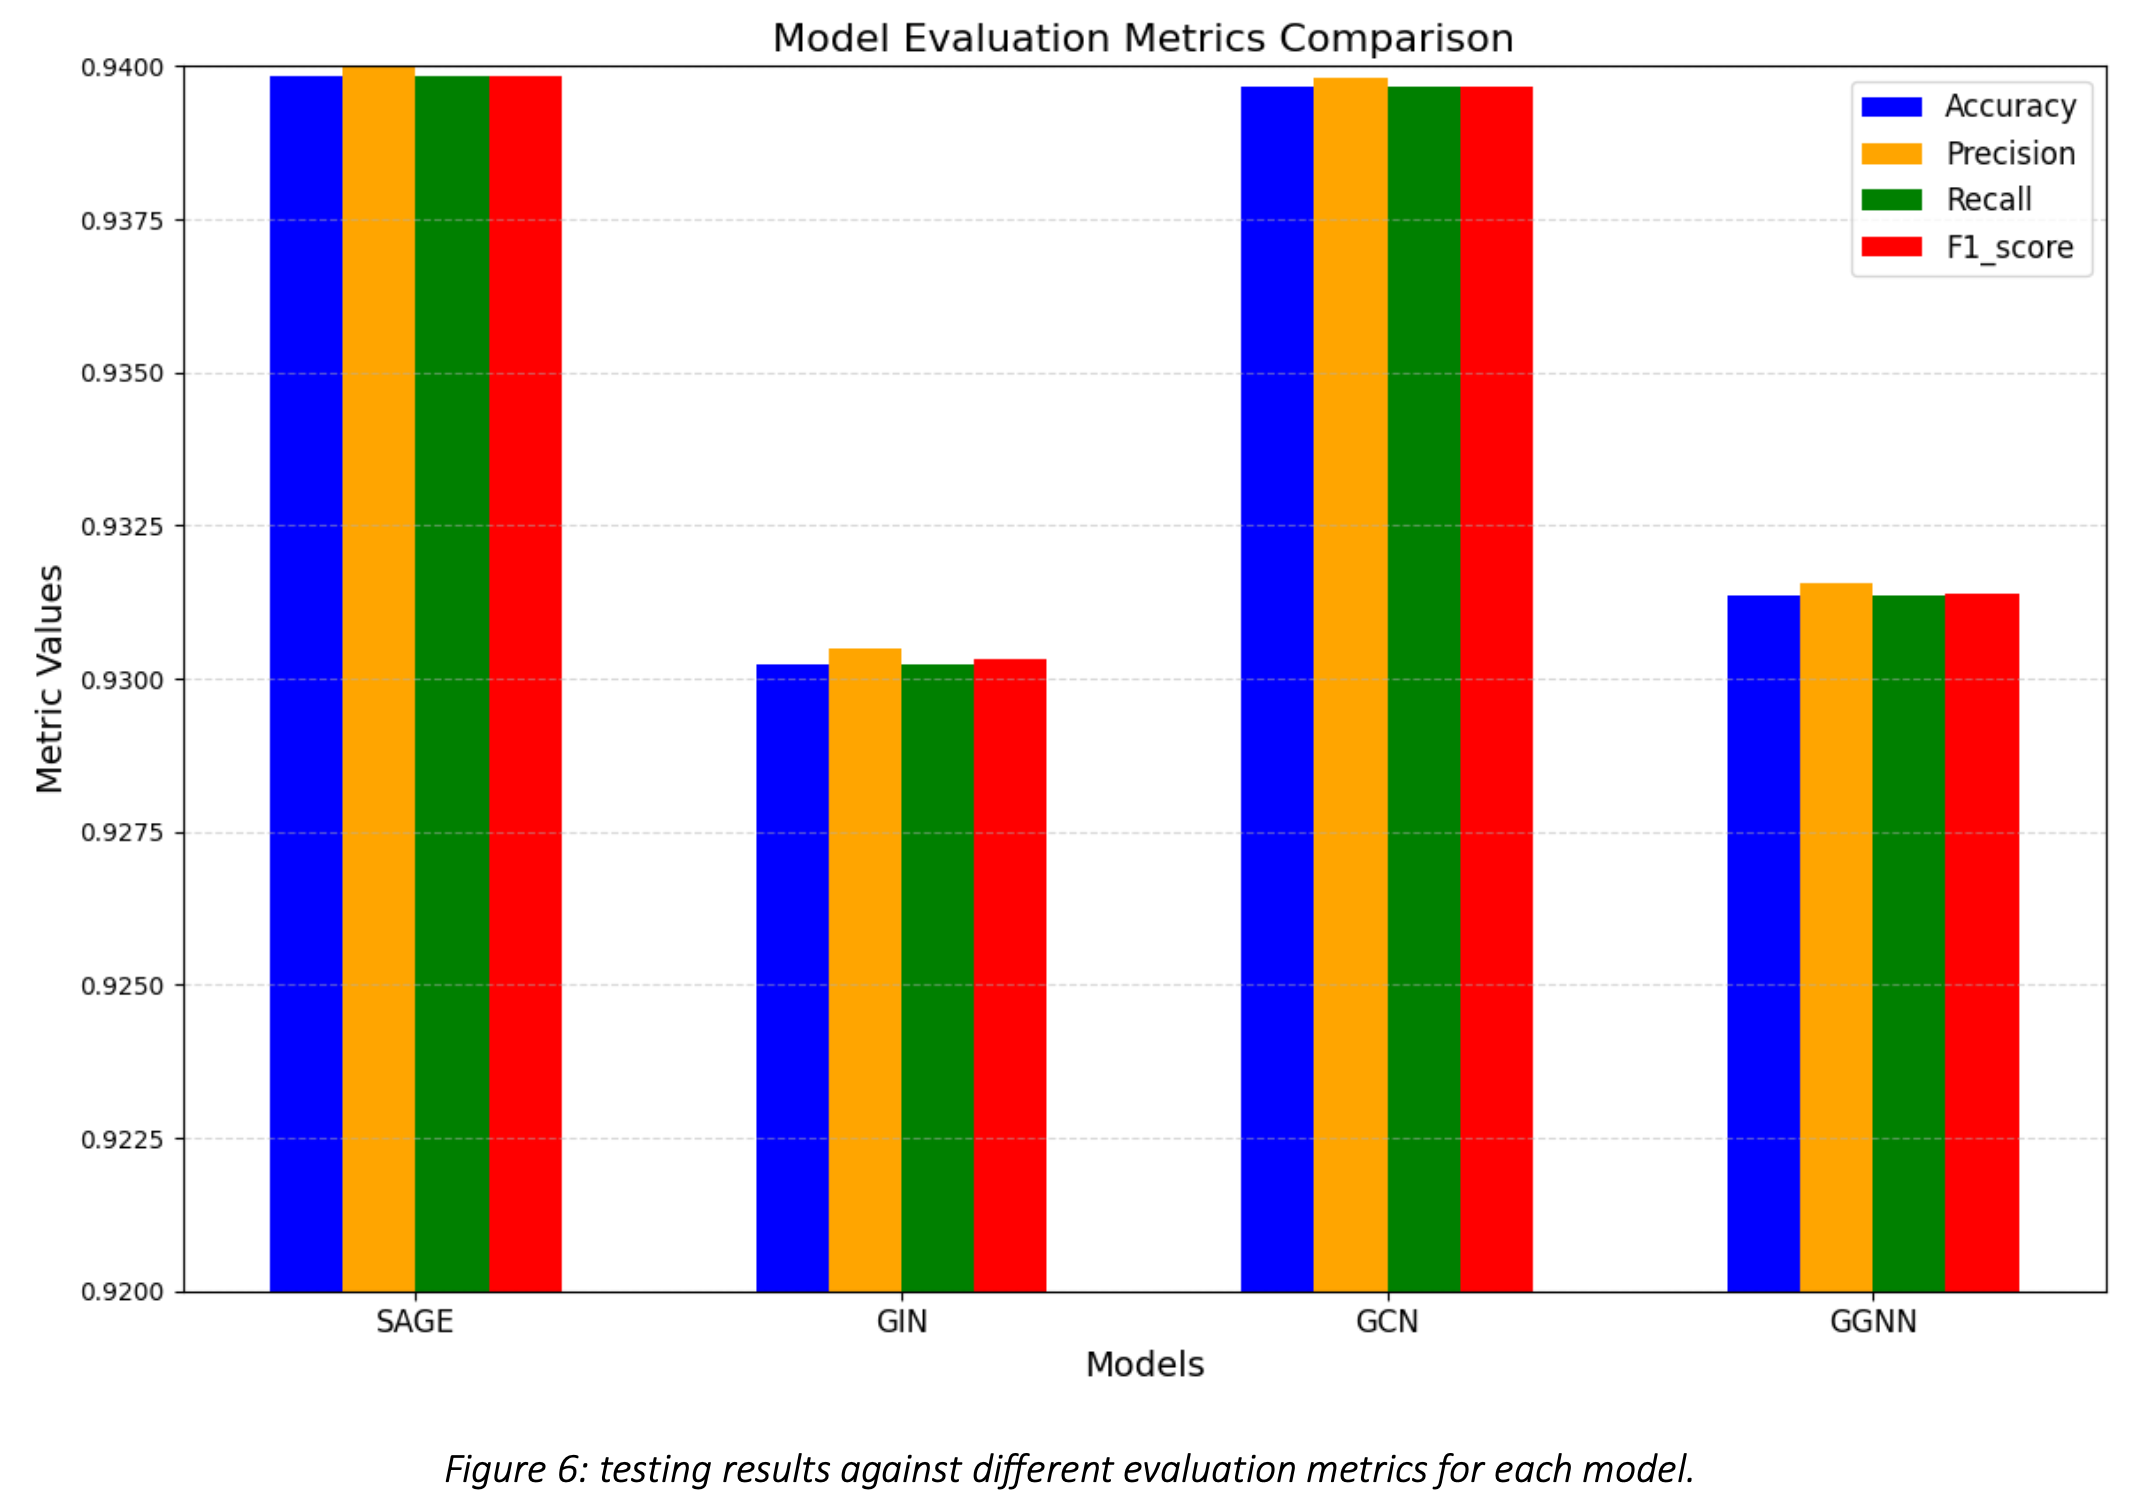 Model Evaluation Metrics Comparison
0.9400
0.9375
0.9350
0.9325
0.9300
0.9275
0.9250
0.9225
0.9200
Metric Values
Accuracy
Precision
Recall
F1_score
SAGE GIN GCN GGNN
Models
Figure 6: testing results against different evaluation metrics for each model.